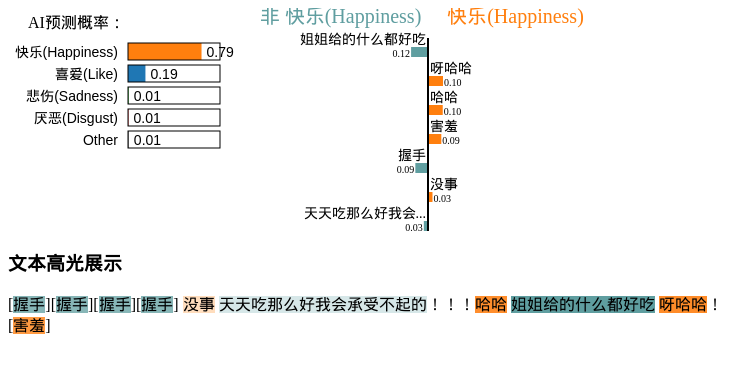 AI预测概率：
快乐(Happiness) 0.79
喜爱(Like) 0.19
悲伤(Sadness) 0.01
厌恶(Disgust) 0.01
Other 0.01
非 快乐(Happiness) 快乐(Happiness)
姐姐给的什么都好吃
0.12
呀哈哈
0.10
哈哈
0.10
害羞
0.09
握手
0.09
没事
0.03
天天吃那么好我会...
0.03
文本高光展示
[握手][握手][握手][握手] 没事 天天吃那么好我会承受不起的！！！哈哈 姐姐给的什么都好吃 呀哈哈！
[害羞]